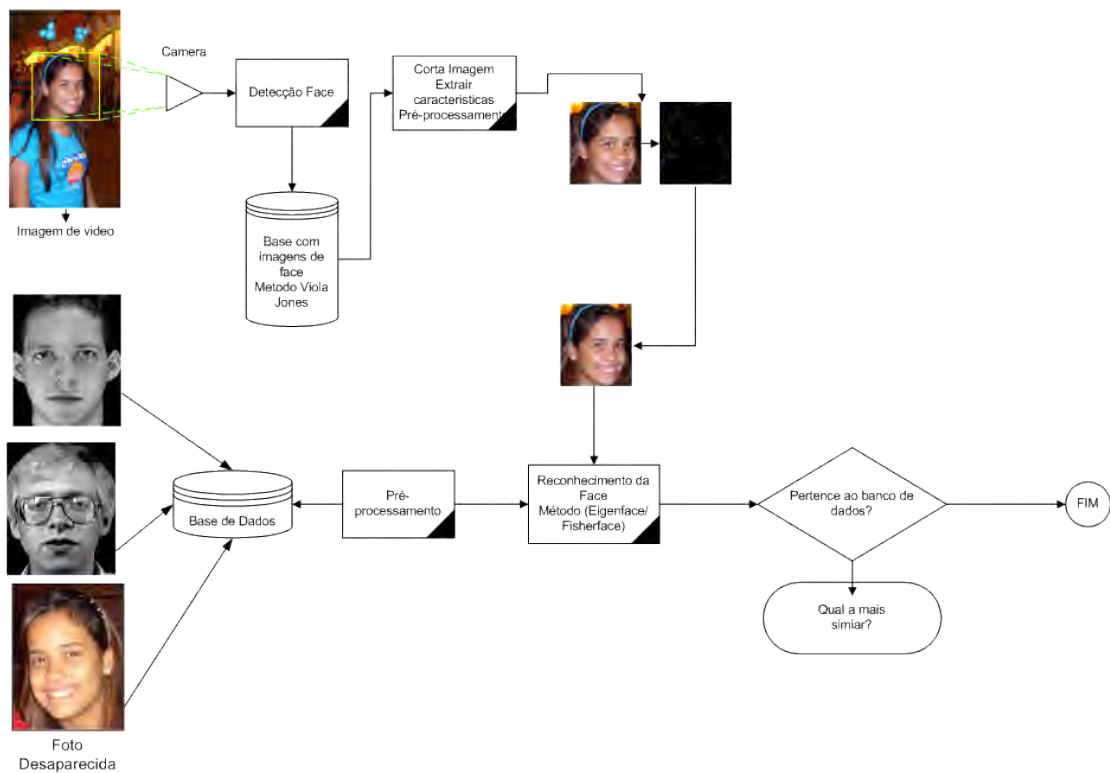 Camera
Detecção Face
Corta Imagem
Extrair
caracteristicas
Pré-processament
Imagem de video
Base com
imagens de
face
Metodo Viola
Jones
Base de Dados
Pré-
processamento
Reconhecimento da
Face
Método (Eigenface/
Fisherface)
Pertence ao banco de
dados?
FIM
Qual a mais
simiar?
Foto
Desaparecida